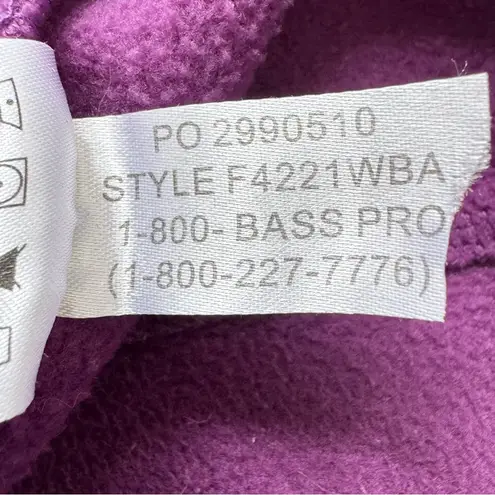 PO 2990510
STYLE F4221WBA
1-800- BASS PRO
(1-800-227-7776)